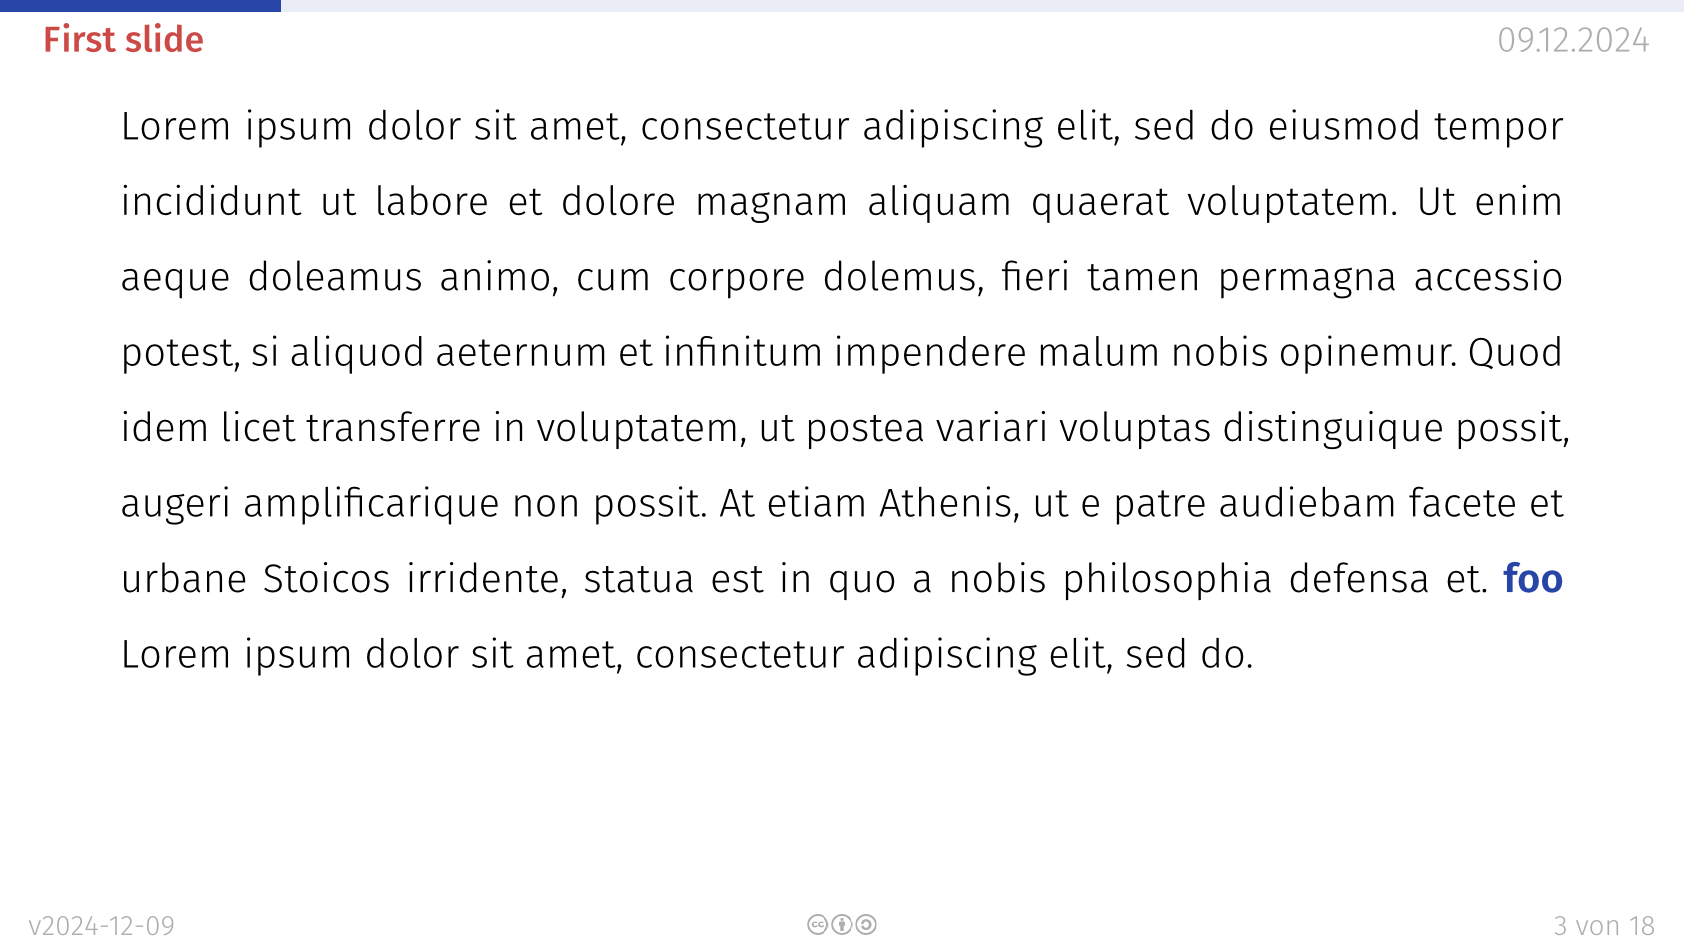 First slide
09.12.2024
Lorem ipsum dolor sit amet, consectetur adipiscing elit, sed do eiusmod tempor
incididunt ut labore et dolore magnam aliquam quaerat voluptatem. Ut enim
aeque doleamus animo, cum corpore dolemus, fieri tamen permagna accessio
potest, si aliquod aeternum et infinitum impendere malum nobis opinemur. Quod
idem licet transferre in voluptatem, ut postea variari voluptas distinguique possit,
augeri amplificarique non possit. At etiam Athenis, ut e patre audiebam facete et
urbane Stoicos irridente, statua est in quo a nobis philosophia defensa et. foo
Lorem ipsum dolor sit amet, consectetur adipiscing elit, sed do.
v2024-12-09
cc
3 von 18